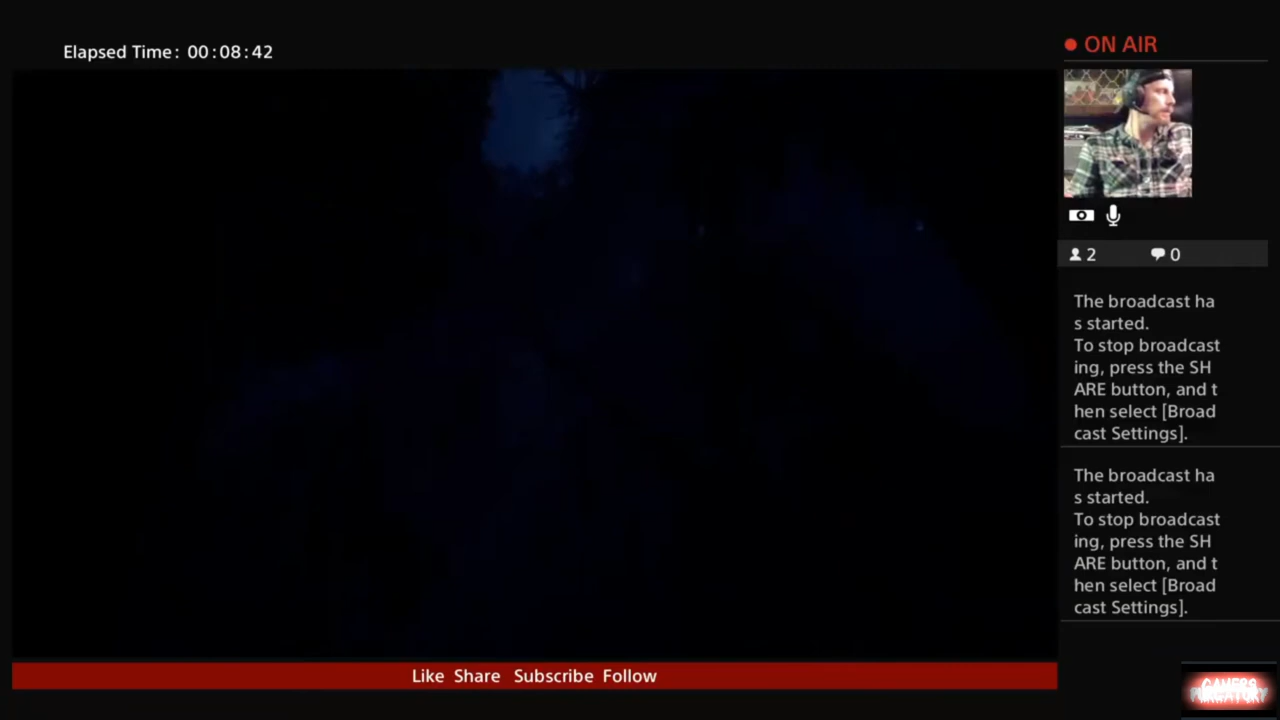 Elapsed Time: 00:08:42
ON AIR
2
0
The broadcast ha
s started.
To stop broadcast
ing, press the SH
ARE button, and t
hen select [Broad
cast Settings].
The broadcast ha
s started.
To stop broadcast
ing, press the SH
ARE button, and t
hen select [Broad
cast Settings].
Like Share Subscribe Follow
GAMERS
PURGATORY